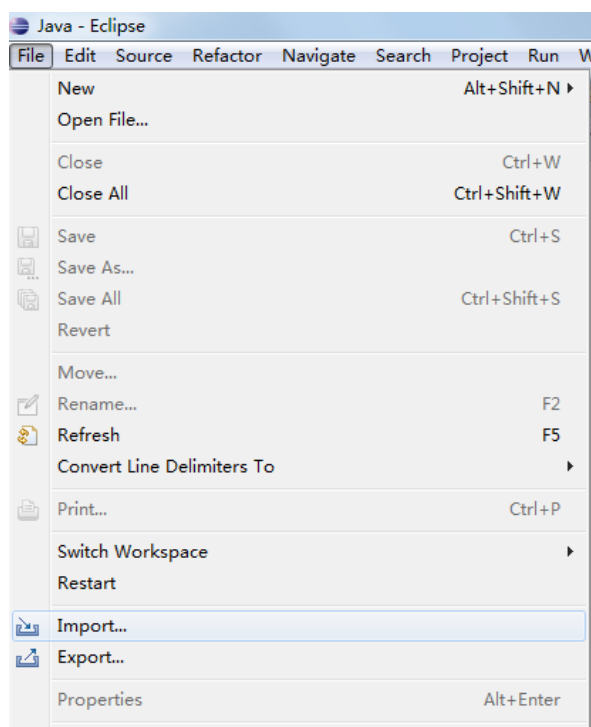 Java - Eclipse
File Edit Source Refactor Navigate Search Project Run
New Alt+Shift+N
Open File...
Close Ctrl+W
Close All Ctrl+Shift+W
Save Ctrl+S
Save As...
Save All Ctrl+Shift+S
Revert
Move...
Rename... F2
Refresh F5
Convert Line Delimiters To
Print... Ctrl+P
Switch Workspace
Restart
Import...
Export...
Properties Alt+Enter